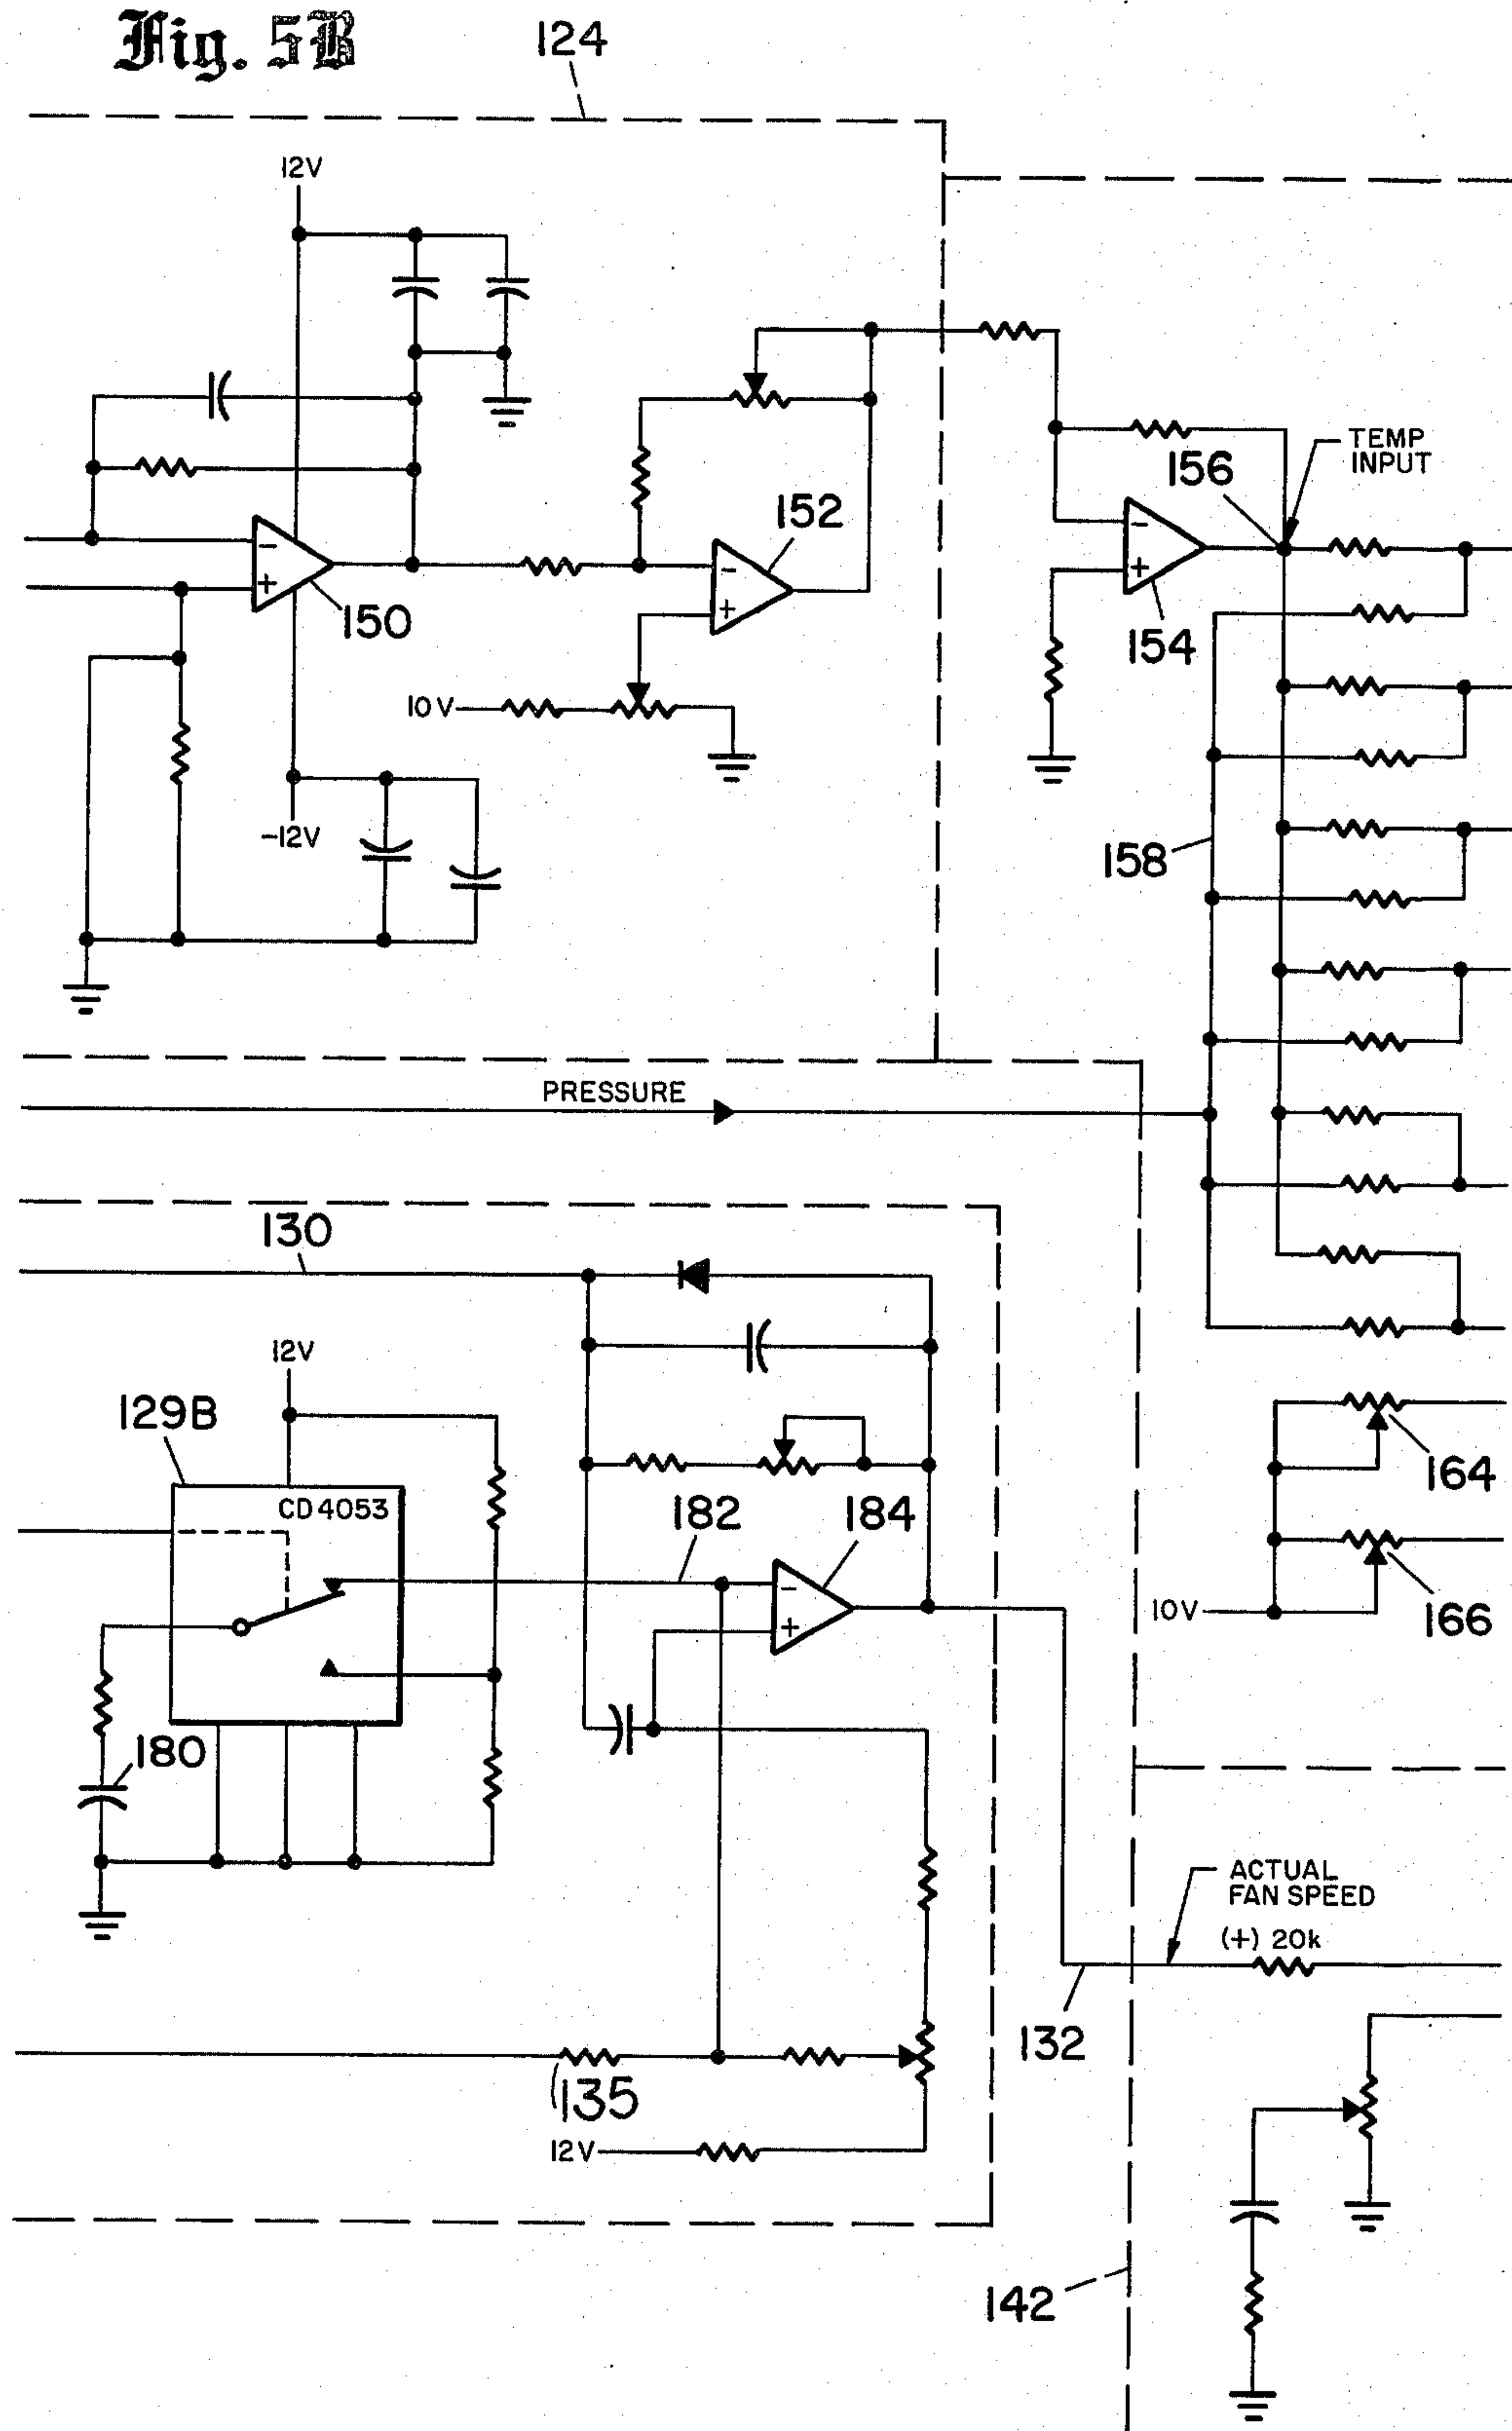 Fig. 5B
124
12V
TEMP
INPUT
156
152
150
154
10V
-12V
158
PRESSURE
130
12V
129B
CD4053
182
184
164
10V
166
180
ACTUAL
FAN SPEED
(+) 20k
132
135
12V
142
- 
+
-
+
-
+
-
+